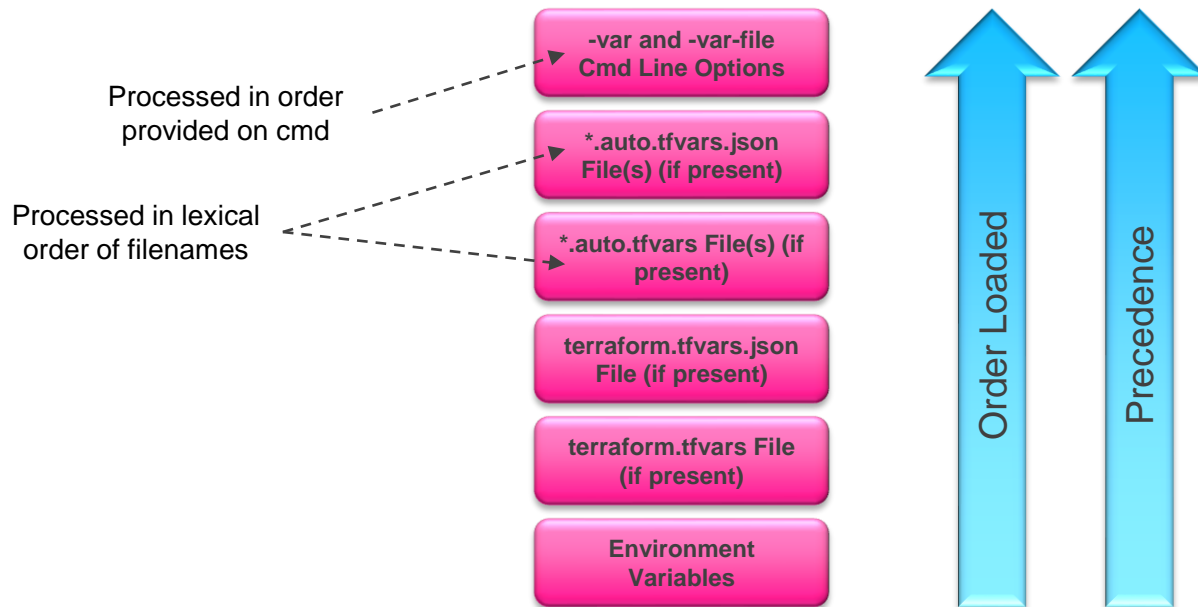 -var and -var-file
Cmd Line Options
Processed in order
provided on cmd
*.auto.tfvars.json
File(s) (if present)
Processed in lexical
order of filenames
*.auto.tfvars File(s) (if
present)
terraform.tfvars.json
File (if present)
terraform.tfvars File
(if present)
Environment
Variables
Order Loaded
Precedence